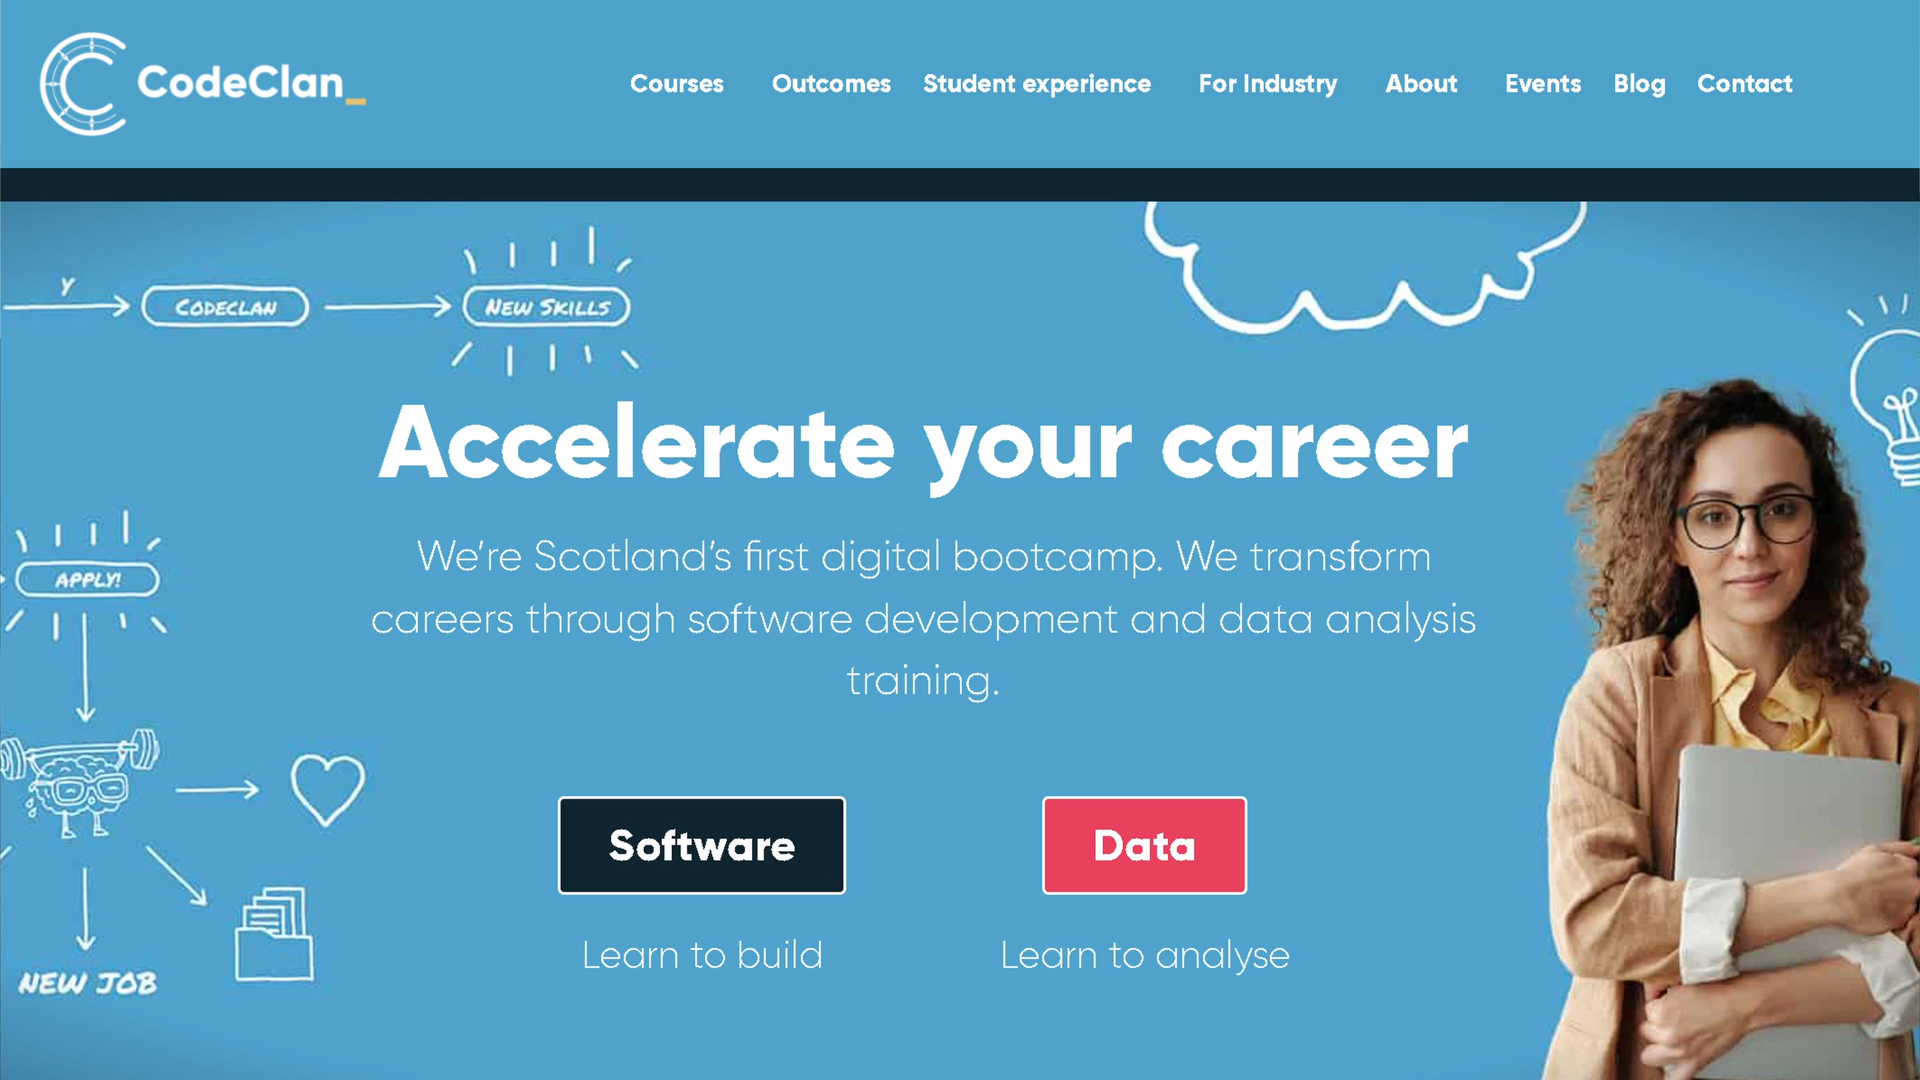 CodeClan_
Courses Outcomes Student experience For Industry About Events Blog Contact
Y
CODECLAN
NEW SKILLS
Accelerate your career
We're Scotland's first digital bootcamp. We transform
careers through software development and data analysis
training.
APPLY!
Software
Data
Learn to build
Learn to analyse
NEW JOB